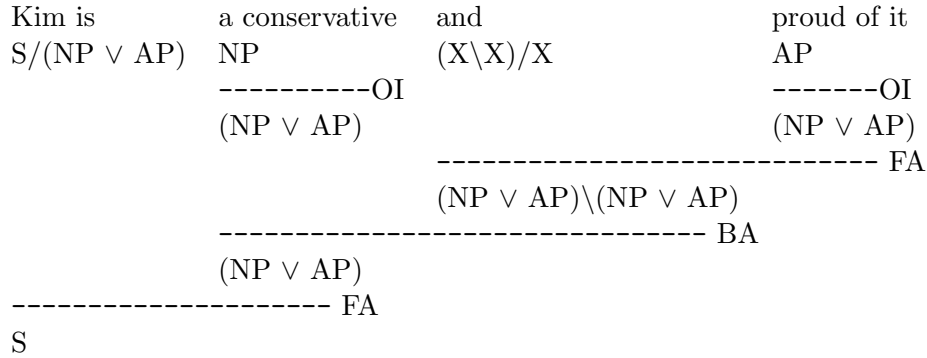 Kim is a conservative and proud of it
S/(NP ∨ AP) NP (X\X)/X AP
----------OI -------OI
(NP ∨ AP) (NP ∨ AP)
----------------------------- FA
(NP ∨ AP)\(NP ∨ AP)
-------------------------------- BA
(NP ∨ AP)
--------------------- FA
S